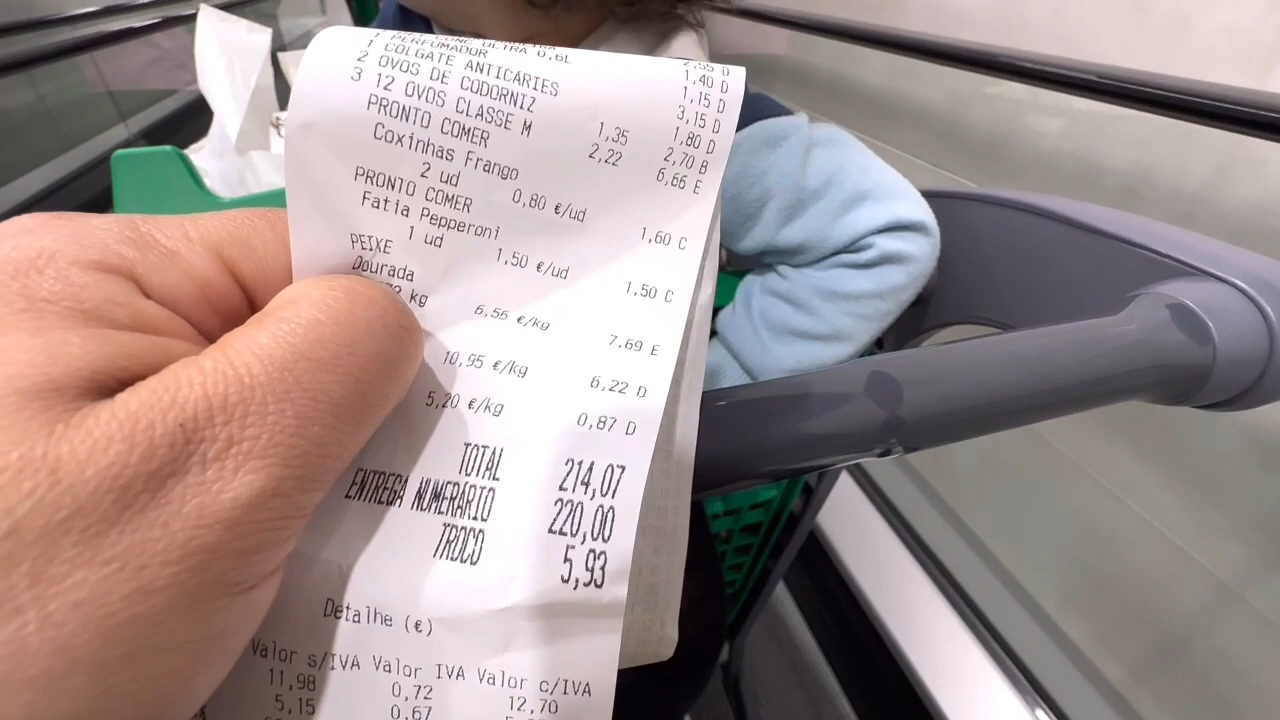 ULTRA 0,6L 2,55 D
1 PERFUMADOR 1,40 D
1 COLGATE ANTICARIES 1,15 D
3,15 D
2 OVOS DE CODORNIZ 1,80 D
3 12 OVOS CLASSE M 1,35 2,70 B
PRONTO COMER 2,22 6,66 E
Coxinhas Frango
2 ud 0,80 €/ud 1,60 C
PRONTO COMER
Fatia Pepperoni
1 ud 1,50 €/ud 1,50 C
PEIXE
Dourada
kg 6,56 €/kg 7.69 E
10,95 €/kg 6,22 D
5,20 €/kg 0,87 D
TOTAL 214,07
ENTREGA NUMERÁRIO 220,00
TROCO 5,93
Detalhe (€)
Valor s/IVA Valor IVA Valor c/IVA
11,98 0,72 12,70
5,15 0,67